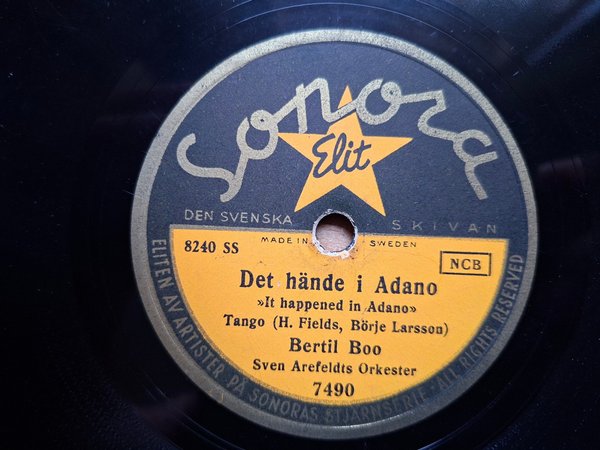 Sonora
Elit
DEN SVENSKA SKIVAN
MADE IN SWEDEN
8240 SS
NCB
Det hände i Adano
»It happened in Adano»
Tango (H. Fields, Börje Larsson)
Bertil Boo
Sven Arefeldts Orkester
7490
ELITEN AV ARTISTER PÅ SONORAS STJÄRNSERIE · ALL RIGHTS RESERVED